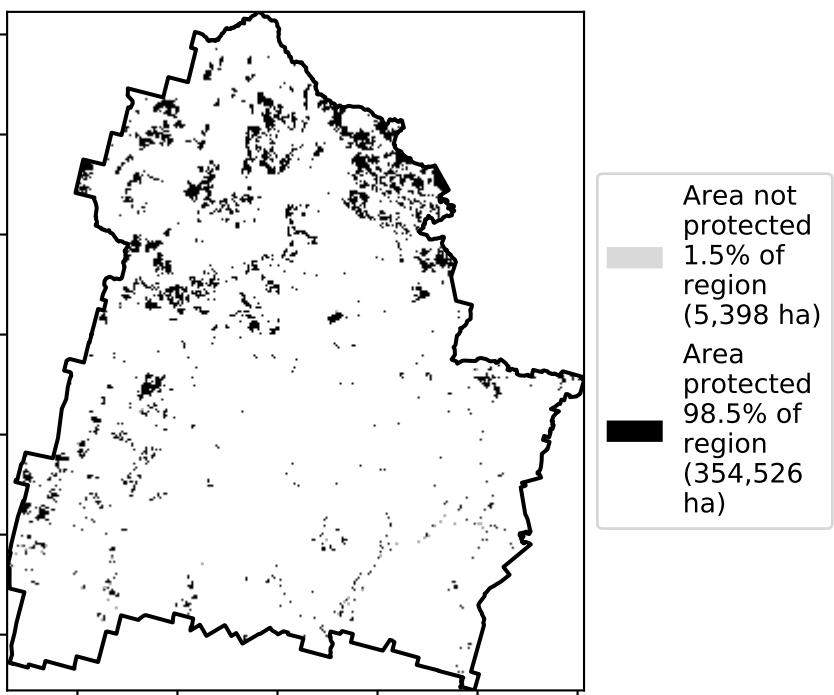 Area not
protected
1.5% of
region
(5,398 ha)
Area
protected
98.5% of
region
(354,526
ha)